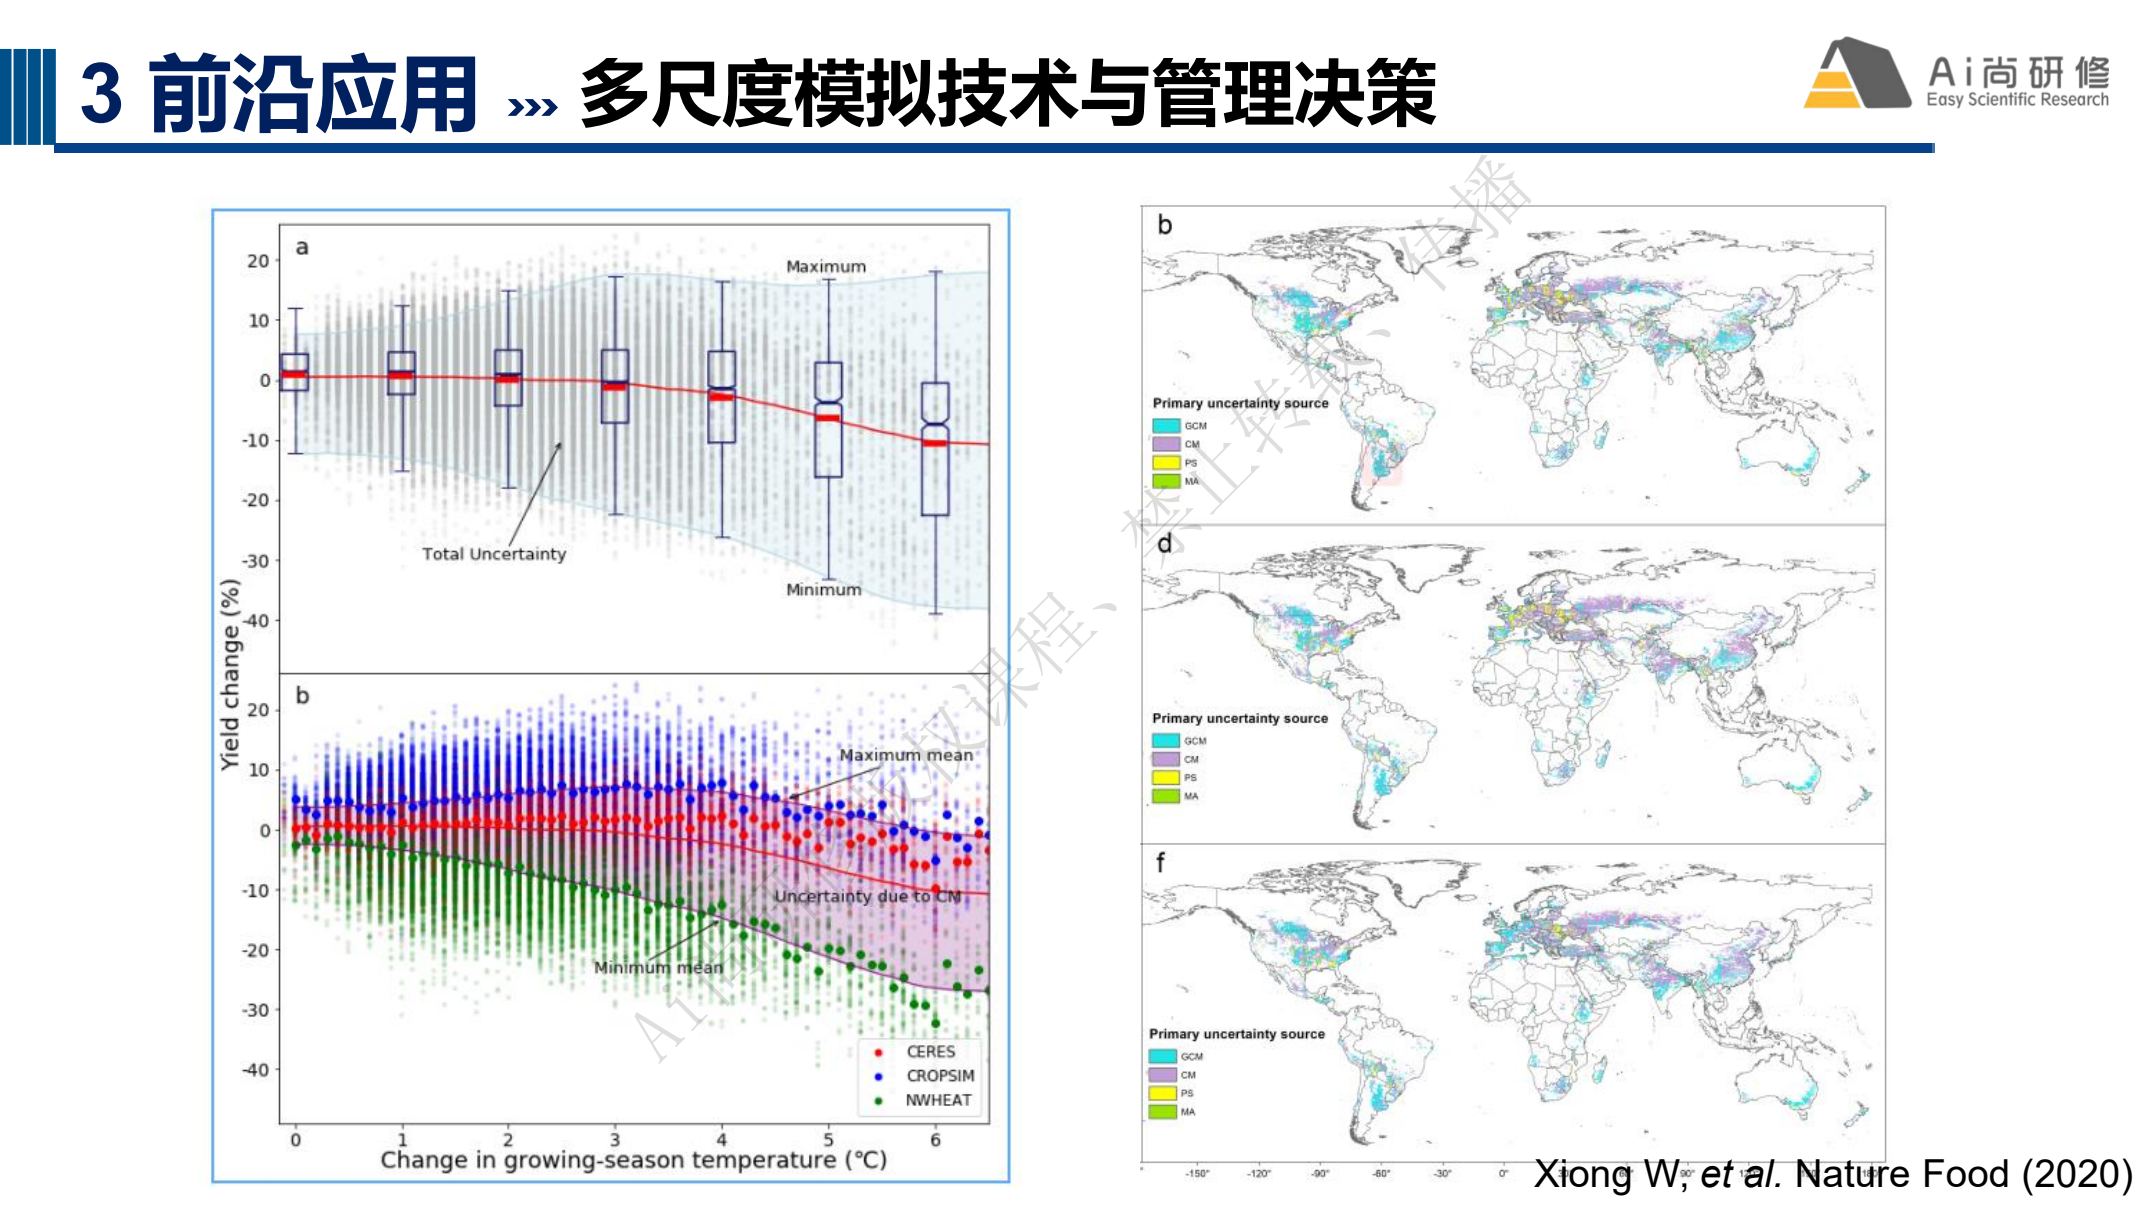 3 前沿应用 ››› 多尺度模拟技术与管理决策
Ai尚研修
Easy Scientific Research
a
Maximum
Total Uncertainty
Minimum
20
10
0
-10
-20
-30
-40
Yield change (%)
b
Maximum mean
Uncertainty due to CM
Minimum mean
20
10
0
-10
-20
-30
-40
CERES
CROPSIM
NWHEAT
0 1 2 3 4 5 6
Change in growing-season temperature (°C)
b
Primary uncertainty source
GCM
CM
PS
MA
d
Primary uncertainty source
GCM
CM
PS
MA
f
Primary uncertainty source
GCM
CM
PS
MA
-150° -120° -90° -60° -30° 0°
Xiong W, et al. Nature Food (2020)
版权课程、禁止转载、传播